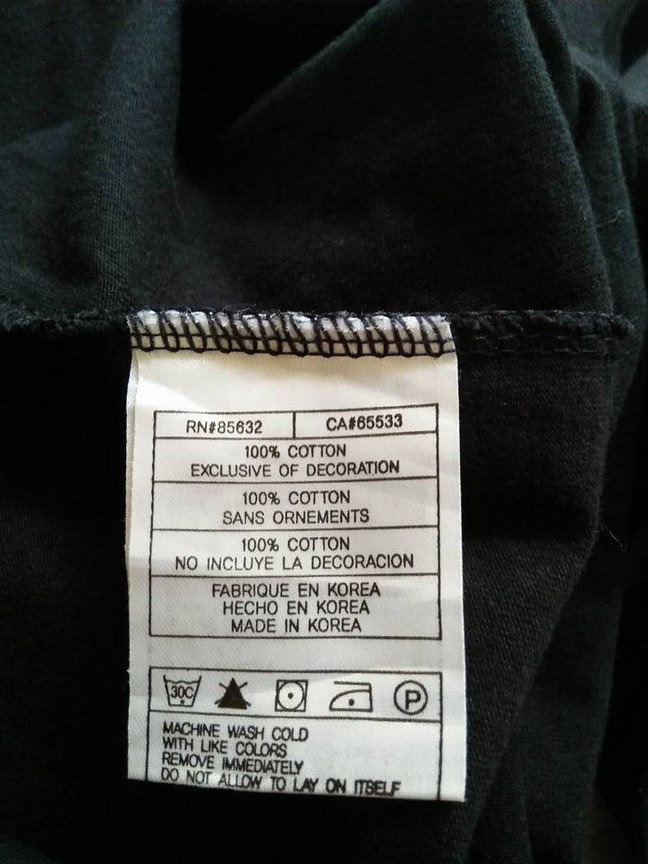 RN#85632 CA#65533
100% COTTON
EXCLUSIVE OF DECORATION
100% COTTON
SANS ORNEMENTS
100% COTTON
NO INCLUYE LA DECORACION
FABRIQUE EN KOREA
HECHO EN KOREA
MADE IN KOREA
30C P
MACHINE WASH COLD
WITH LIKE COLORS
REMOVE IMMEDIATELY
DO NOT ALLOW TO LAY ON ITSELF